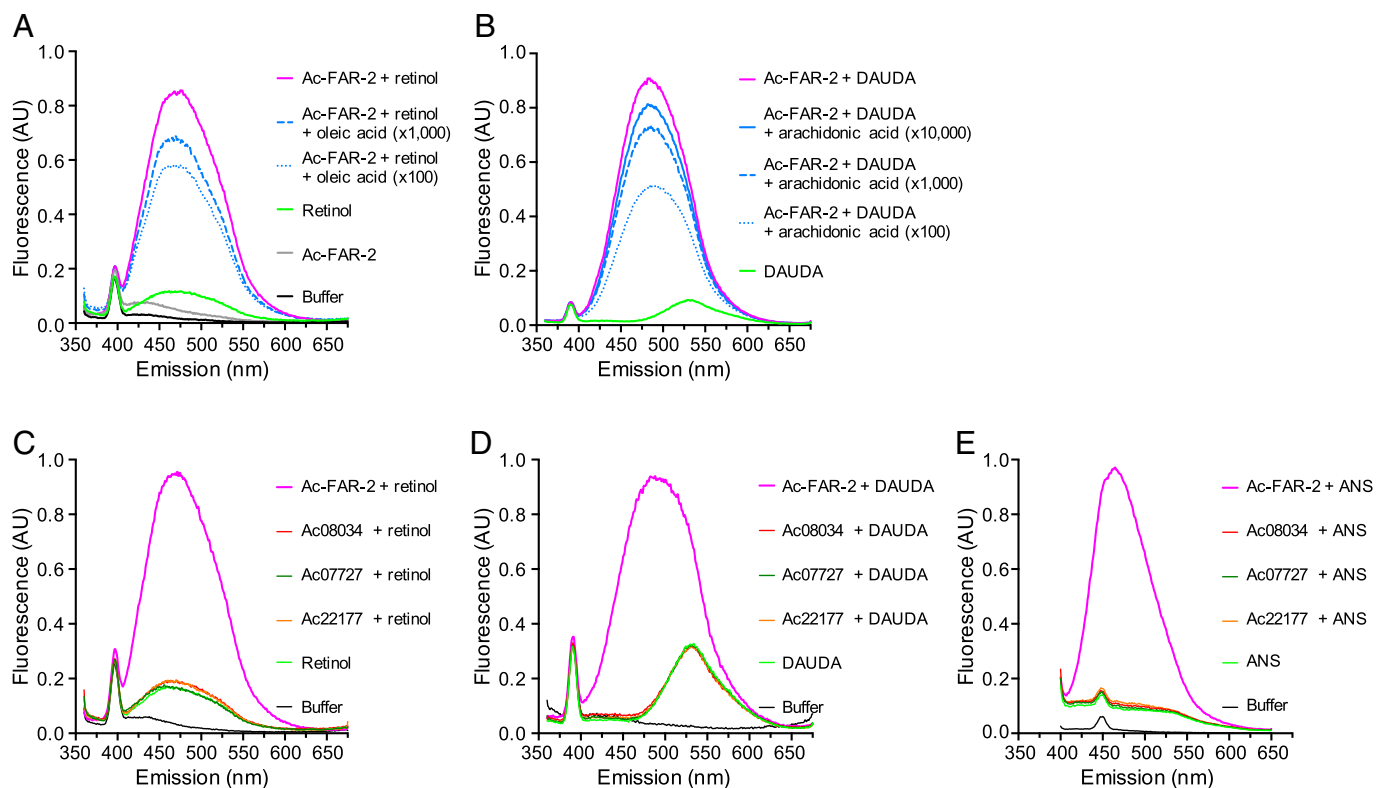 A
Fluorescence (AU)
1.0
0.8
0.6
0.4
0.2
0.0
350 400 450 500 550 600 650
Emission (nm)
Ac-FAR-2 + retinol
Ac-FAR-2 + retinol
+ oleic acid (x1,000)
Ac-FAR-2 + retinol
+ oleic acid (x100)
Retinol
Ac-FAR-2
Buffer
B
Fluorescence (AU)
1.0
0.8
0.6
0.4
0.2
0.0
350 400 450 500 550 600 650
Emission (nm)
Ac-FAR-2 + DAUDA
Ac-FAR-2 + DAUDA
+ arachidonic acid (x10,000)
Ac-FAR-2 + DAUDA
+ arachidonic acid (x1,000)
Ac-FAR-2 + DAUDA
+ arachidonic acid (x100)
DAUDA
C
Fluorescence (AU)
1.0
0.8
0.6
0.4
0.2
0.0
350 400 450 500 550 600 650
Emission (nm)
Ac-FAR-2 + retinol
Ac08034 + retinol
Ac07727 + retinol
Ac22177 + retinol
Retinol
Buffer
D
Fluorescence (AU)
1.0
0.8
0.6
0.4
0.2
0.0
350 400 450 500 550 600 650
Emission (nm)
Ac-FAR-2 + DAUDA
Ac08034 + DAUDA
Ac07727 + DAUDA
Ac22177 + DAUDA
DAUDA
Buffer
E
Fluorescence (AU)
1.0
0.8
0.6
0.4
0.2
0.0
350 400 450 500 550 600 650
Emission (nm)
Ac-FAR-2 + ANS
Ac08034 + ANS
Ac07727 + ANS
Ac22177 + ANS
ANS
Buffer